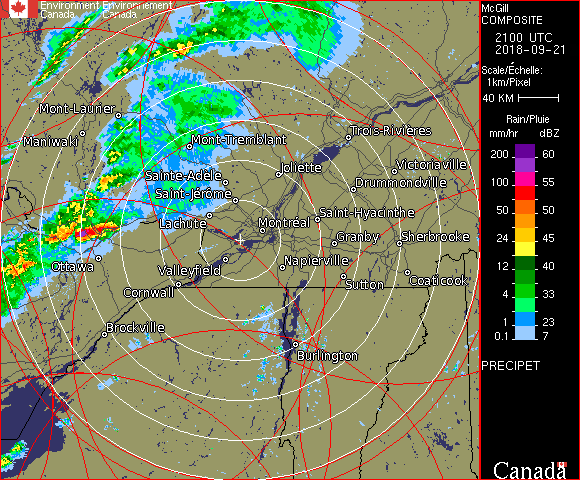 Environment Environnement
Canada Canada
Mont-Laurier
Maniwaki
Mont-Tremblant
Trois-Rivières
Joliette
Victoriaville
Sainte-Adèle
Drummondville
Saint-Jérôme
Saint-Hyacinthe
Lachute
Montréal
Granby
Sherbrooke
Ottawa
Valleyfield
Napierville
Sutton
Coaticook
Cornwall
Brockville
Burlington
McGill
COMPOSITE
2100 UTC
2018-09-21
Scale/Échelle:
1km/Pixel
40 KM
Rain/Pluie
mm/hr dBZ
200 60
100 55
50 50
24 45
12 40
4 33
1 23
0.1 7
PRECIPET
Canada